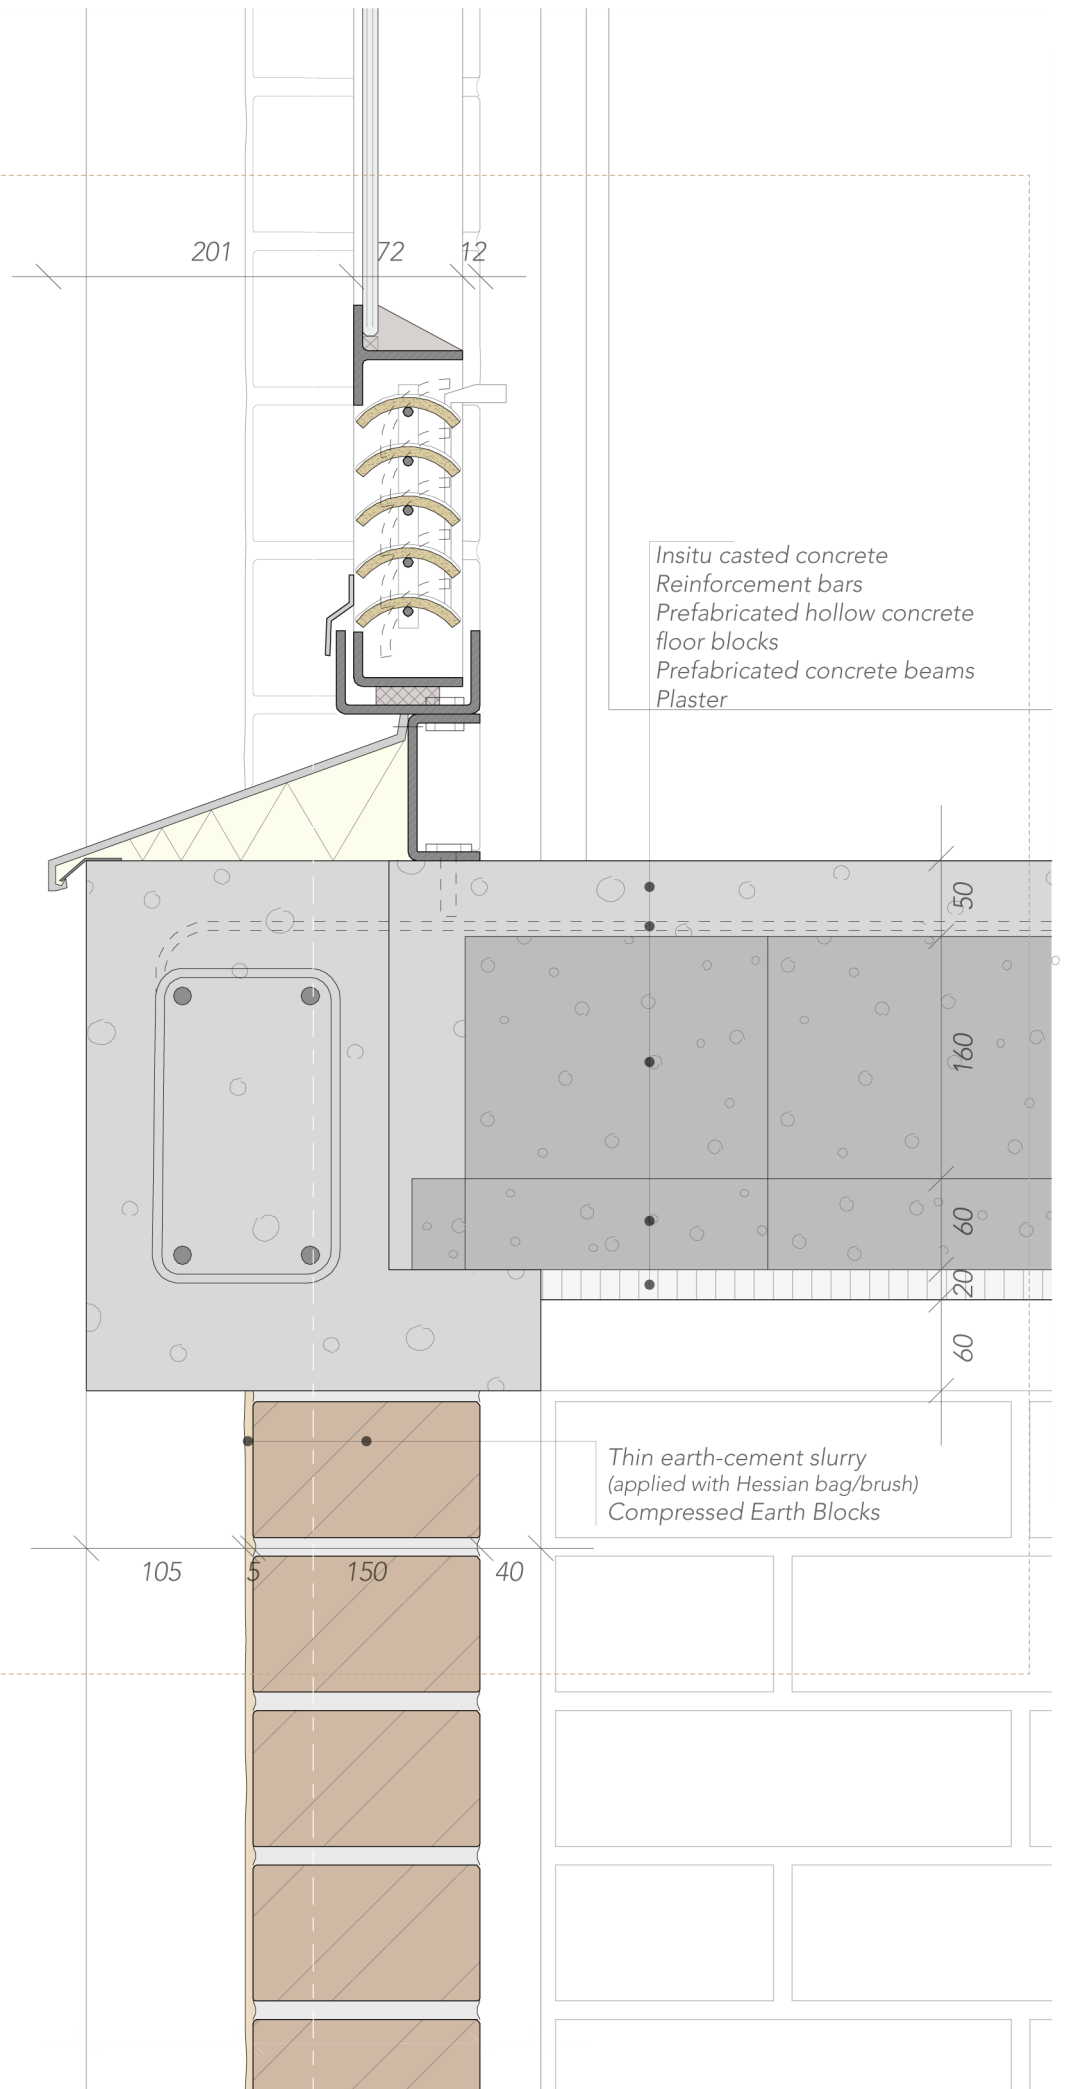 201
72
12
Insitu casted concrete
Reinforcement bars
Prefabricated hollow concrete
floor blocks
Prefabricated concrete beams
Plaster
50
160
60
20
60
Thin earth-cement slurry
(applied with Hessian bag/brush)
Compressed Earth Blocks
105
5
150
40